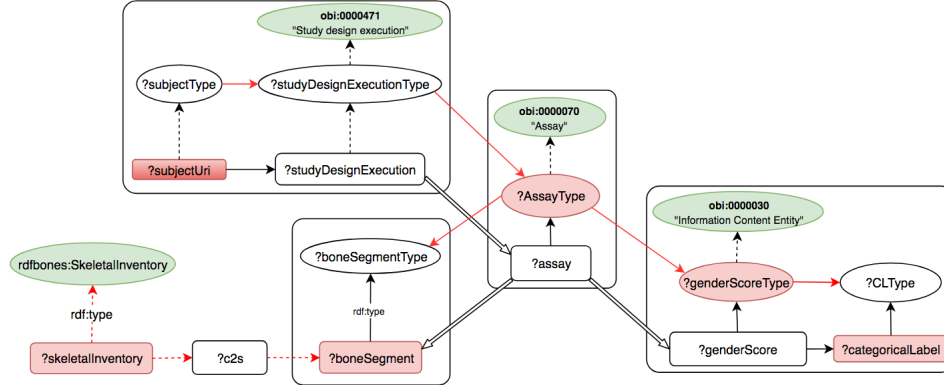 obi:0000471
"Study design execution"
?subjectType
?studyDesignExecutionType
?subjectUri
?studyDesignExecution
obi:0000070
"Assay"
?AssayType
?assay
obi:0000030
"Information Content Entity"
?genderScoreType
?CLType
?genderScore
?categoricalLabel
rdfbones:SkeletalInventory
rdf:type
?skeletalInventory
?c2s
?boneSegmentType
rdf:type
?boneSegment